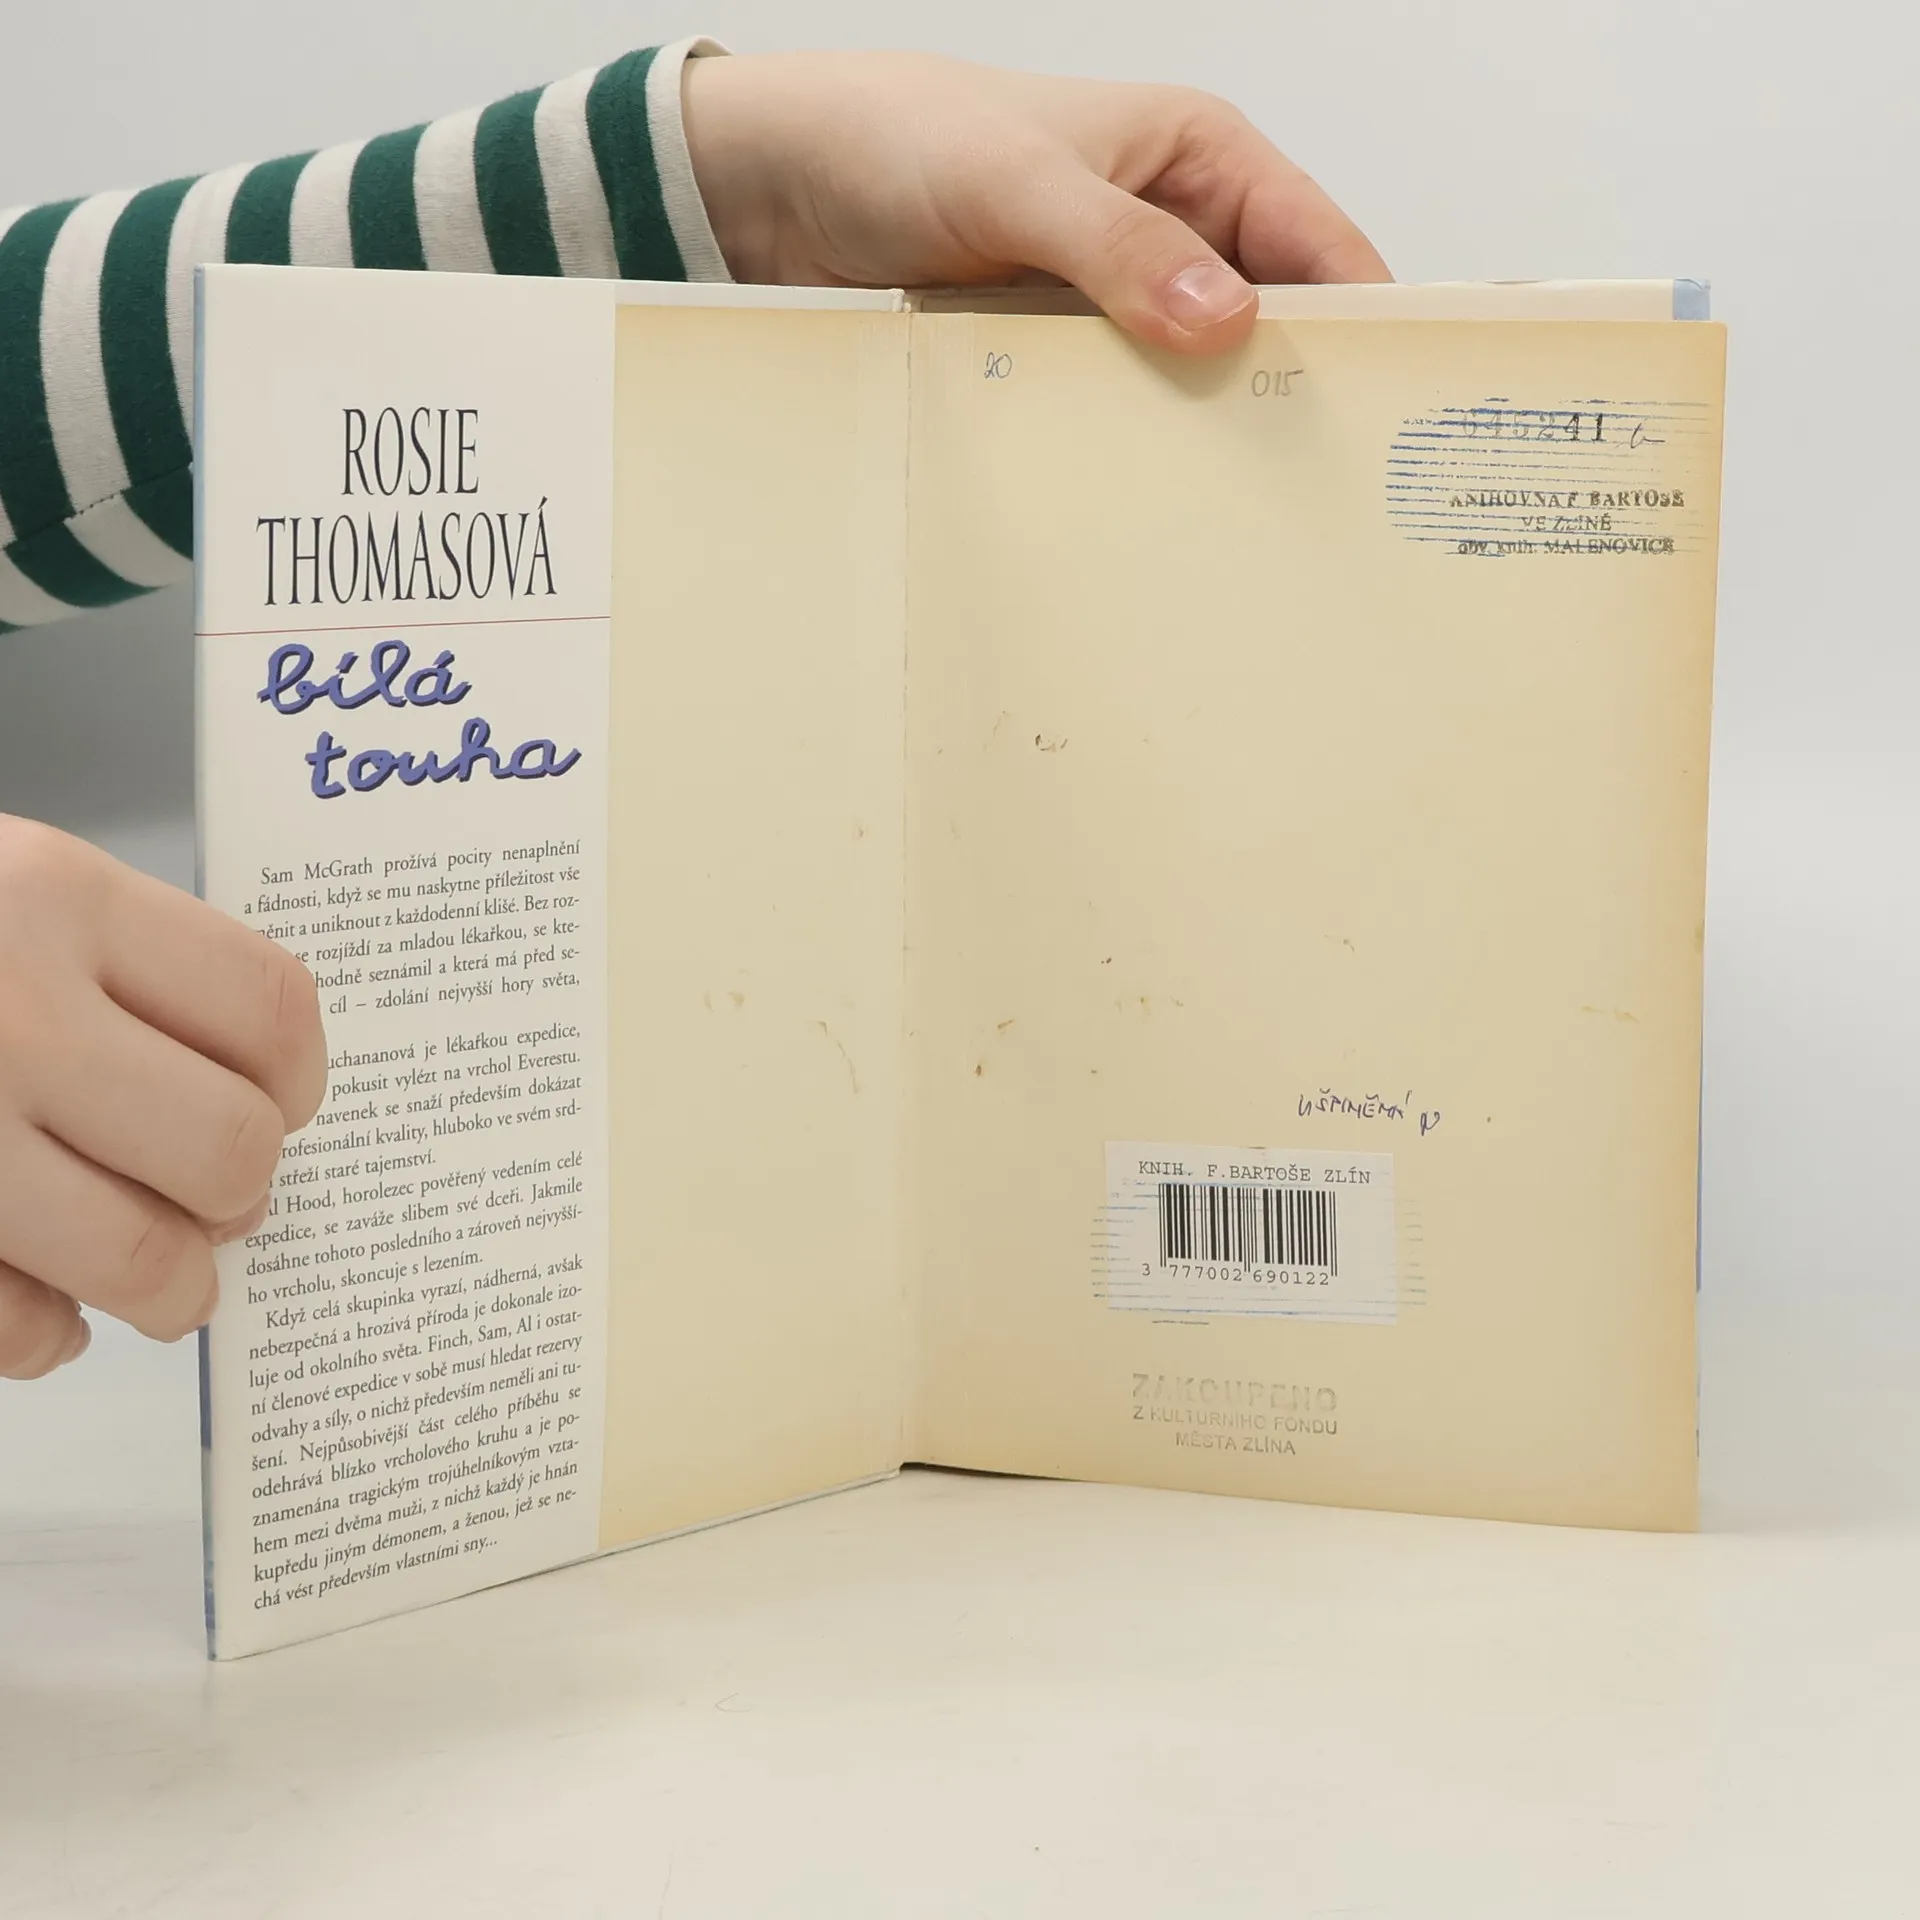 ROSIE
THOMASOVÁ
bílá
touha
Sam McGrath prožívá pocity nenaplnění
a fádnosti, když se mu naskytne příležitost vše
měnit a uniknout z každodenní klišé. Bez roz-
se rozjíždí za mladou lékařkou, se kte-
hodně seznámil a která má před se-
cíl – zdolání nejvyšší hory světa,
uchananová je lékařkou expedice,
pokusit vylézt na vrchol Everestu.
navenek se snaží především dokázat
rofesionální kvality, hluboko ve svém srd-
střeží staré tajemství.
Al Hood, horolezec pověřený vedením celé
expedice, se zaváže slibem své dceři. Jakmile
dosáhne tohoto posledního a zároveň nejvyšší-
ho vrcholu, skoncuje s lezením.
Když celá skupinka vyrazí, nádherná, avšak
nebezpečná a hrozivá příroda je dokonale izo-
luje od okolního světa. Finch, Sam, Al i ostat-
ní členové expedice v sobě musí hledat rezervy
odvahy a síly, o nichž především neměli ani tu-
šení. Nejpůsobivější část celého příběhu se
odehrává blízko vrcholového kruhu a je po-
znamenána tragickým trojúhelníkovým vzta-
hem mezi dvěma muži, z nichž každý je hnán
kupředu jiným démonem, a ženou, jež se ne-
chá vést především vlastními sny...
20
015
645241
KNIHOVNA F. BARTOŠE
VE ZLÍNĚ
obv. knih. MALENOVICE
UŠPINĚNÁ
KNIH. F.BARTOŠE ZLÍN
3 777002 690122
ZAKOUPENO
Z KULTURNÍHO FONDU
MĚSTA ZLÍNA